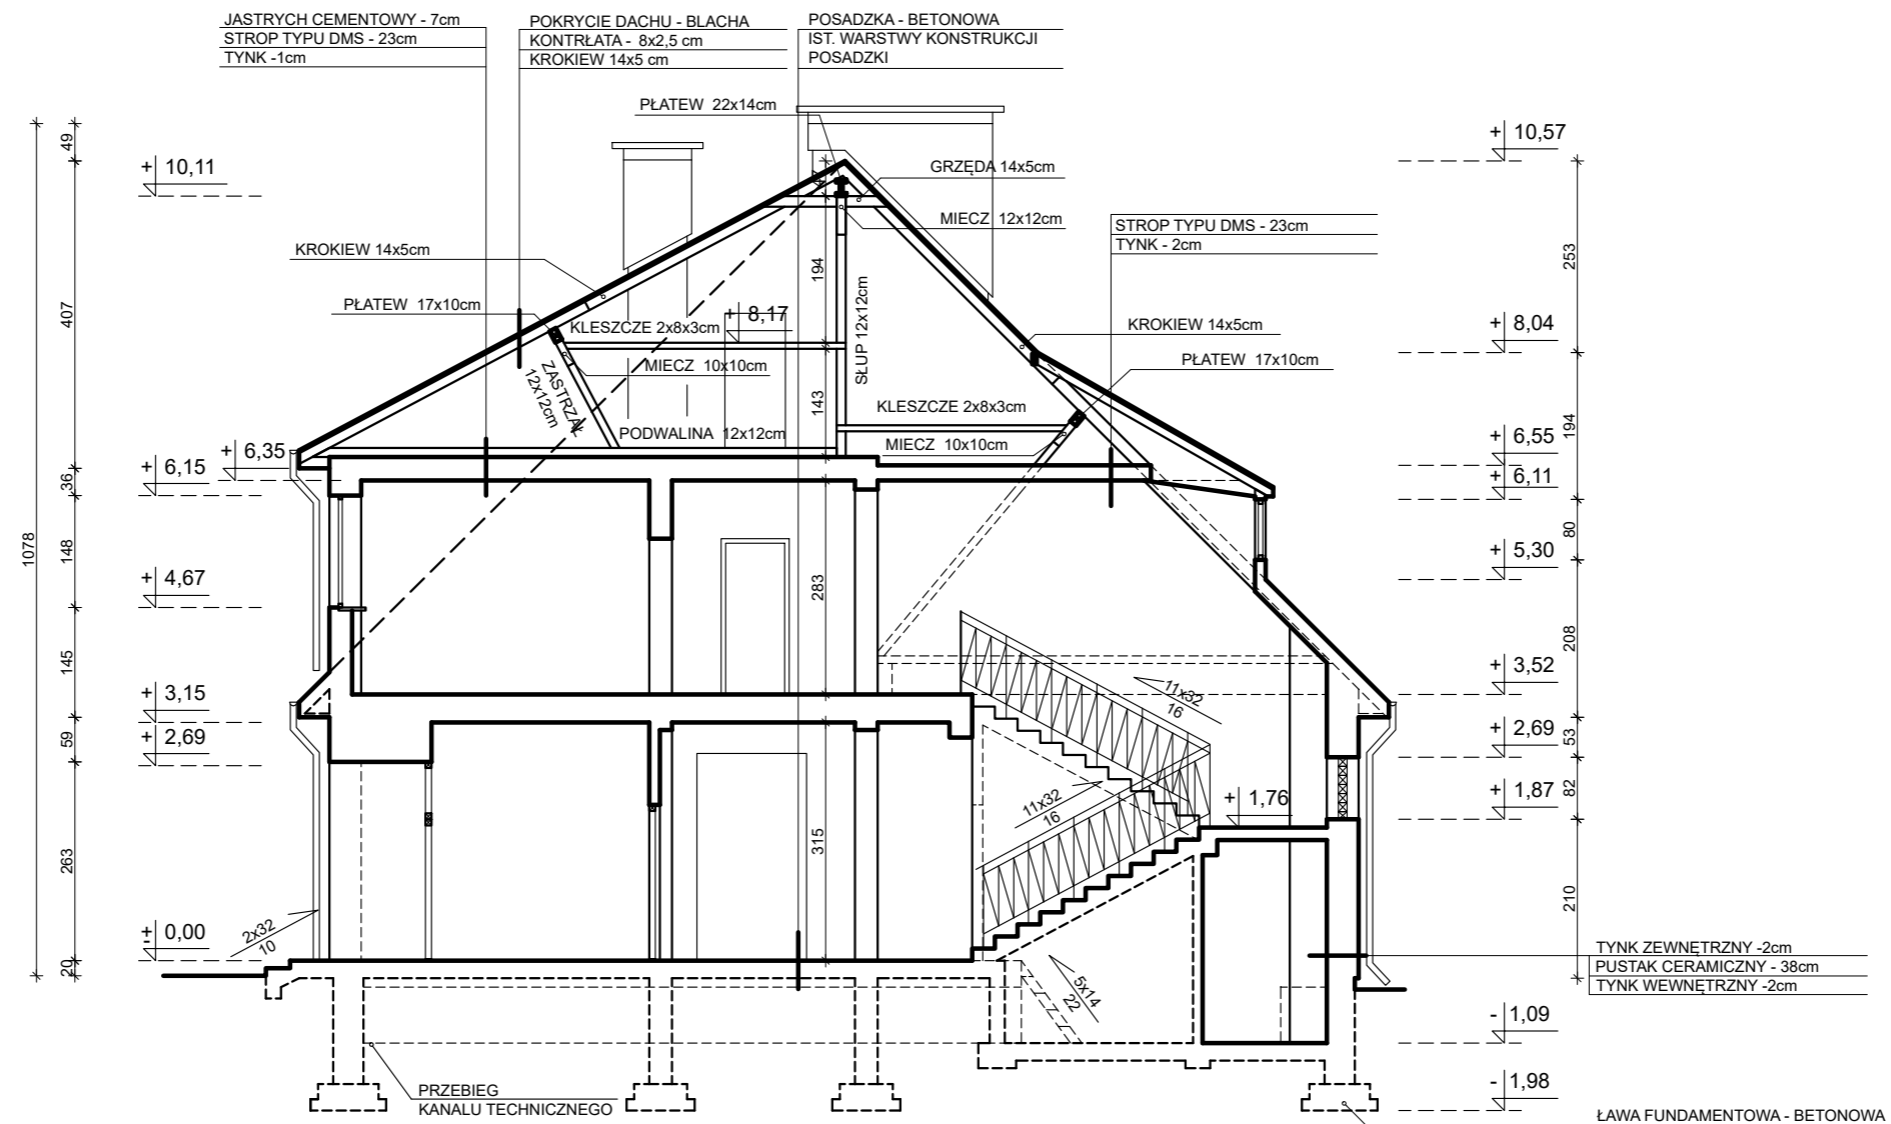 JASTRYCH CEMENTOWY - 7cm
STROP TYPU DMS - 23cm
TYNK -1cm
POKRYCIE DACHU - BLACHA
KONTRŁATA - 8x2,5 cm
KROKIEW 14x5 cm
POSADZKA - BETONOWA
IST. WARSTWY KONSTRUKCJI
POSADZKI
PŁATEW 22x14cm
GRZĘDA 14x5cm
MIECZ 12x12cm
STROP TYPU DMS - 23cm
TYNK - 2cm
KROKIEW 14x5cm
PŁATEW 17x10cm
KLESZCZE 2x8x3cm
+ 8,17
MIECZ 10x10cm
ZASTRZAŁ
12x12cm
PODWALINA 12x12cm
SŁUP 12x12cm
KROKIEW 14x5cm
PŁATEW 17x10cm
KLESZCZE 2x8x3cm
MIECZ 10x10cm
194
143
283
315
1078
49
407
36
148
145
59
263
20
+ 10,11
+ 6,35
+ 6,15
+ 4,67
+ 3,15
+ 2,69
± 0,00
2x32
10
11x32
16
11x32
16
+ 1,76
5x14
22
+ 10,57
+ 8,04
+ 6,55
+ 6,11
+ 5,30
+ 3,52
+ 2,69
+ 1,87
- 1,09
- 1,98
253
194
80
208
53
82
210
TYNK ZEWNĘTRZNY -2cm
PUSTAK CERAMICZNY - 38cm
TYNK WEWNĘTRZNY -2cm
PRZEBIEG
KANALU TECHNICZNEGO
ŁAWA FUNDAMENTOWA - BETONOWA